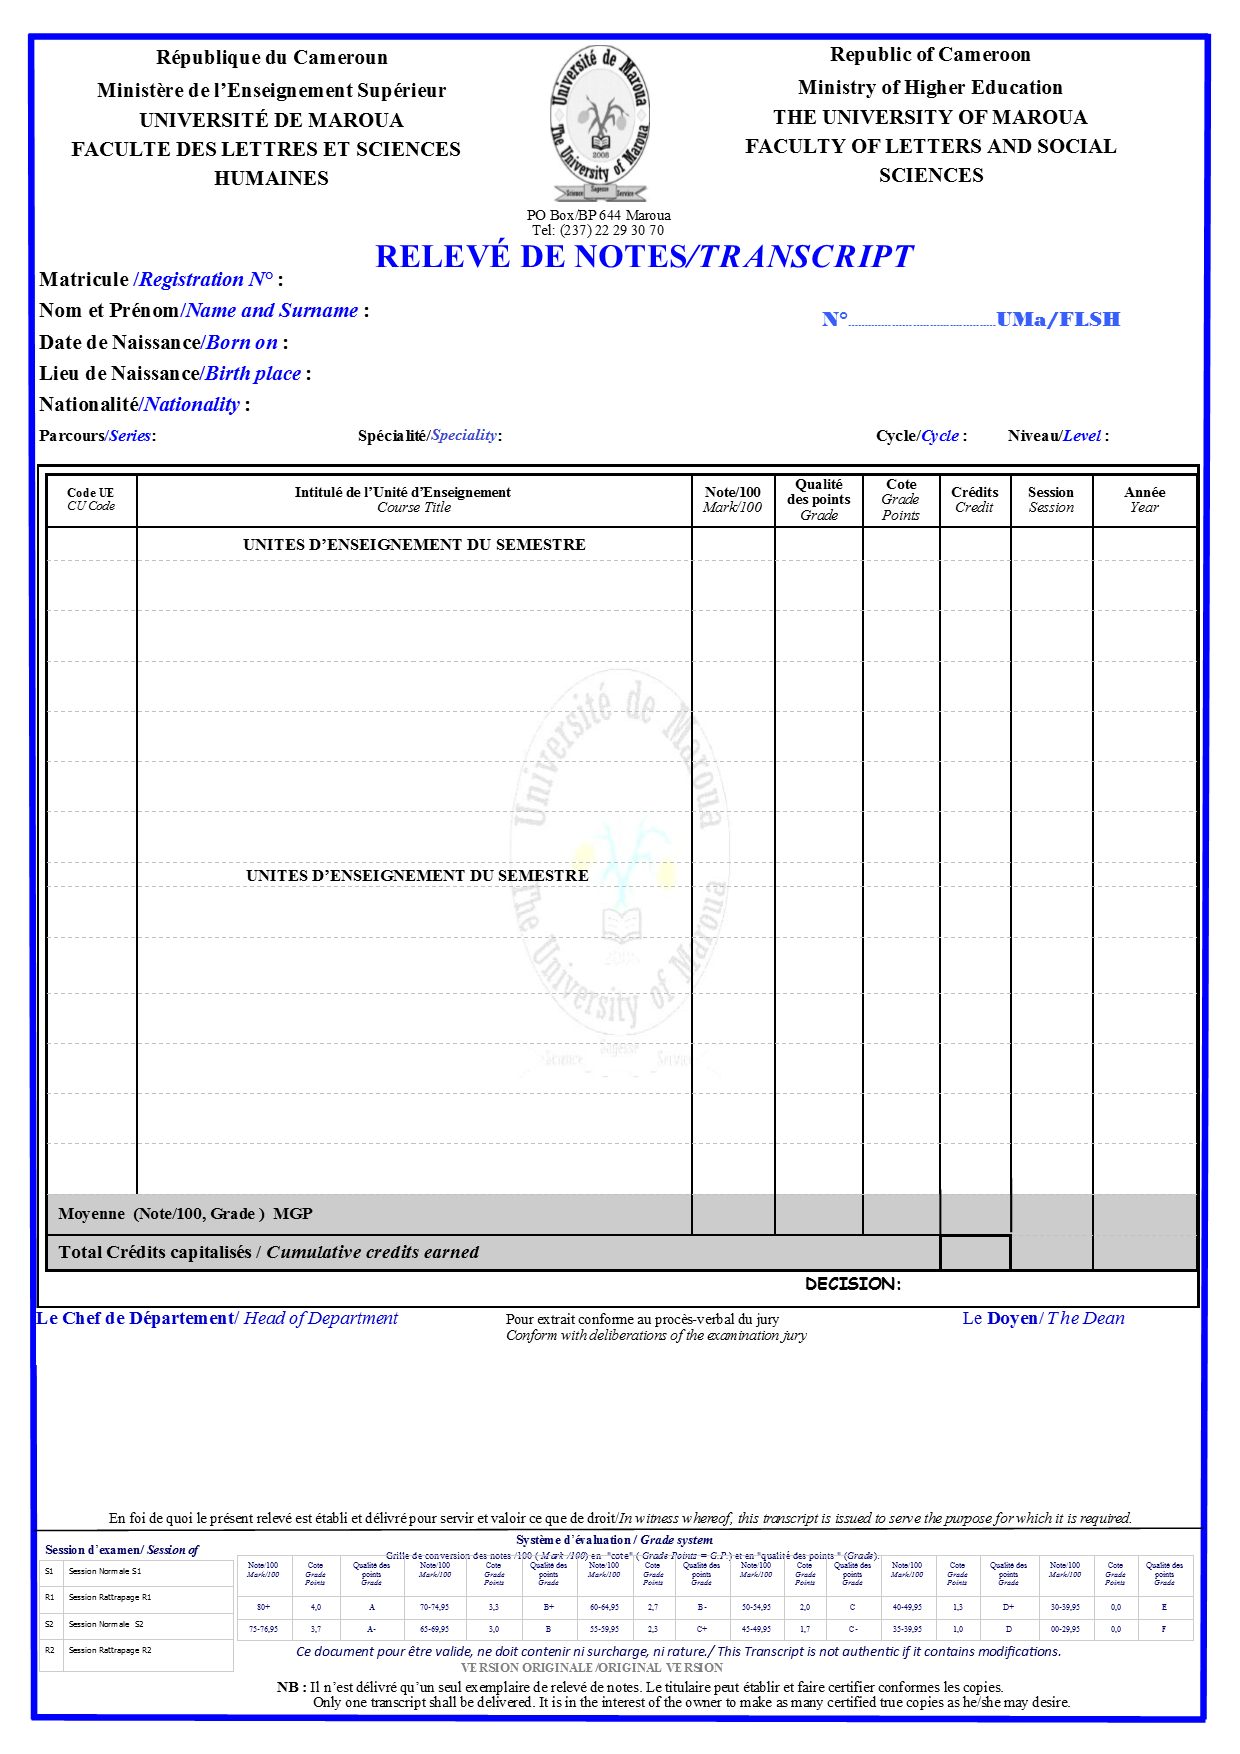 République du Cameroun
Ministère de l'Enseignement Supérieur
UNIVERSITÉ DE MAROUA
FACULTE DES LETTRES ET SCIENCES
HUMAINES
Université de Maroua
The University of Maroua
2008
Science Sagesse Service
PO Box/BP 644 Maroua
Tel: (237) 22 29 30 70
Republic of Cameroon
Ministry of Higher Education
THE UNIVERSITY OF MAROUA
FACULTY OF LETTERS AND SOCIAL
SCIENCES
RELEVÉ DE NOTES/TRANSCRIPT
Matricule /Registration N° :
Nom et Prénom/Name and Surname :
N°..............................................UMa/FLSH
Date de Naissance/Born on :
Lieu de Naissance/Birth place :
Nationalité/Nationality :
Parcours/Series: Spécialité/Speciality: Cycle/Cycle : Niveau/Level :
Code UE
CU Code
Intitulé de l'Unité d'Enseignement
Course Title
Note/100
Mark/100
Qualité
des points
Grade
Cote
Grade
Points
Crédits
Credit
Session
Session
Année
Year
UNITES D'ENSEIGNEMENT DU SEMESTRE
Université de Maroua
UNITES D'ENSEIGNEMENT DU SEMESTRE
The University of Maroua
Science Sagesse Service
Moyenne (Note/100, Grade ) MGP
Total Crédits capitalisés / Cumulative credits earned
DECISION:
Le Chef de Département/ Head of Department
Pour extrait conforme au procès-verbal du jury
Conform with deliberations of the examination jury
Le Doyen/ The Dean
En foi de quoi le présent relevé est établi et délivré pour servir et valoir ce que de droit/In witness whereof, this transcript is issued to serve the purpose for which it is required.
Session d'examen/ Session of
S1 Session Normale S1
R1 Session Rattrapage R1
S2 Session Normale S2
R2 Session Rattrapage R2
Système d'évaluation / Grade system
Grille de conversion des notes /100 ( Mark /100) en "cote" ( Grade Points = G.P.) et en "qualité des points " (Grade).
Note/100 Cote Qualité des Note/100 Cote Qualité des Note/100 Cote Qualité des Note/100 Cote Qualité des Note/100 Cote Qualité des Note/100 Cote Qualité des
Mark/100 Grade points Mark/100 Grade points Mark/100 Grade points Mark/100 Grade points Mark/100 Grade points Mark/100 Grade points
Points Grade Points Grade Points Grade Points Grade Points Grade Points Grade
80+ 4,0 A 70-74,95 3,3 B+ 60-64,95 2,7 B- 50-54,95 2,0 C 40-49,95 1,3 D+ 30-39,95 0,0 E
75-76,95 3,7 A- 65-69,95 3,0 B 55-59,95 2,3 C+ 45-49,95 1,7 C- 35-39,95 1,0 D 00-29,95 0,0 F
Ce document pour être valide, ne doit contenir ni surcharge, ni rature./ This Transcript is not authentic if it contains modifications.
VERSION ORIGINALE /ORIGINAL VERSION
NB : Il n'est délivré qu'un seul exemplaire de relevé de notes. Le titulaire peut établir et faire certifier conformes les copies.
Only one transcript shall be delivered. It is in the interest of the owner to make as many certified true copies as he/she may desire.